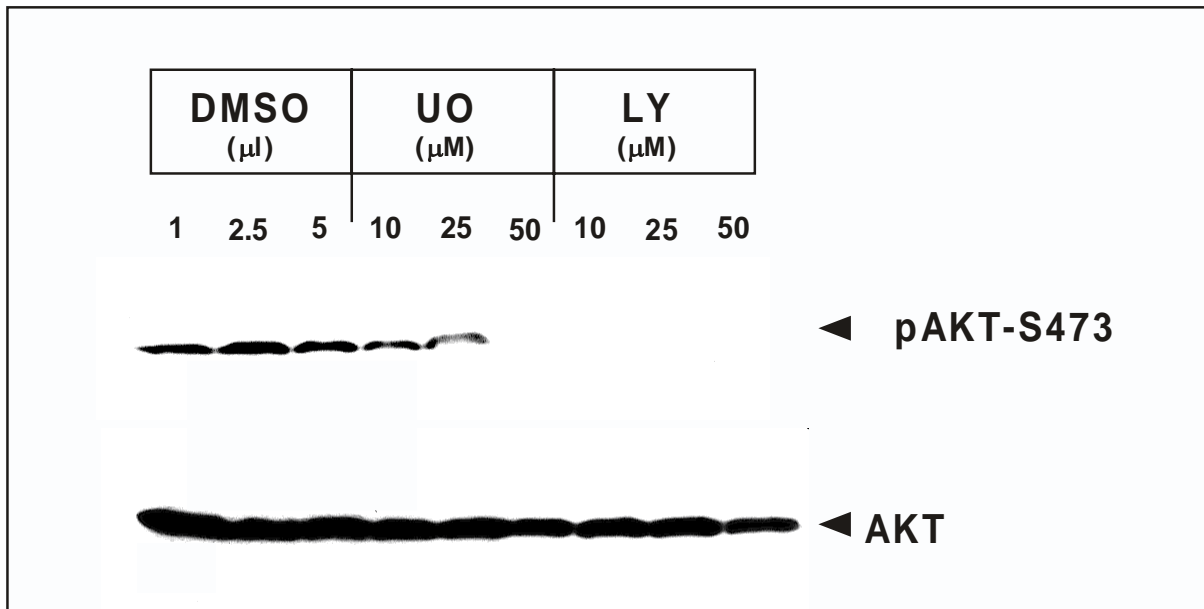 DMSO UO LY
(μl) (μM) (μM)
1 2.5 5 10 25 50 10 25 50
pAKT-S473
AKT